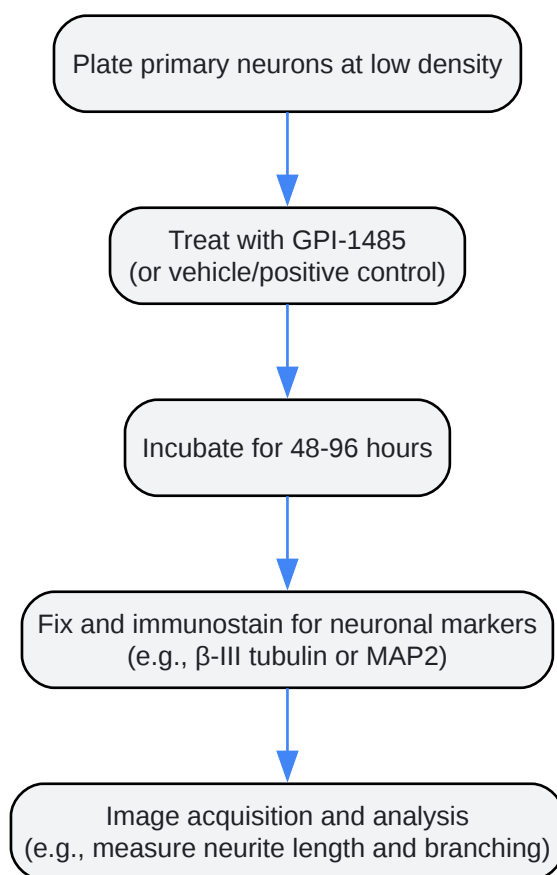 Plate primary neurons at low density
Treat with GPI-1485
(or vehicle/positive control)
Incubate for 48-96 hours
Fix and immunostain for neuronal markers
(e.g., β-III tubulin or MAP2)
Image acquisition and analysis
(e.g., measure neurite length and branching)